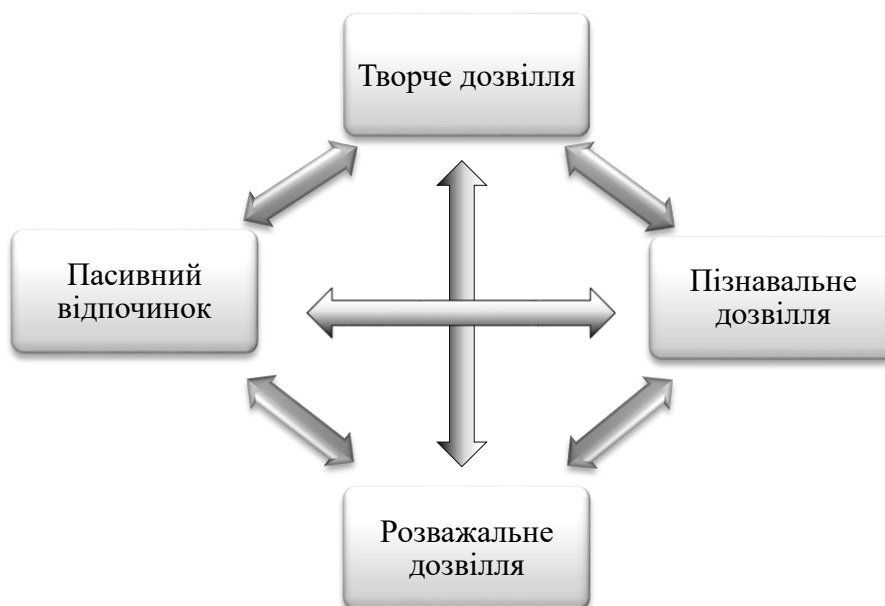 Творче дозвілля
Пасивний
відпочинок
Пізнавальне
дозвілля
Розважальне
дозвілля